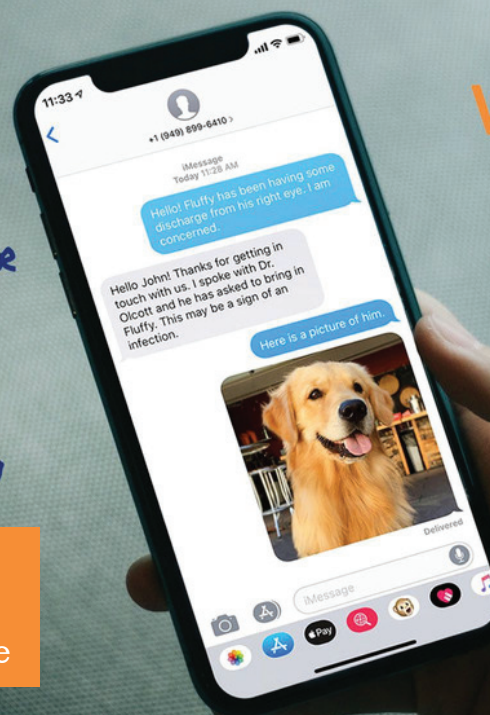 11:33
+1 (949) 899-6410 >
iMessage
Today 11:28 AM
Hello! Fluffy has been having some
discharge from his right eye. I am
concerned.
Hello John! Thanks for getting in
touch with us. I spoke with Dr.
Olcott and he has asked to bring in
Fluffy. This may be a sign of an
infection.
Here is a picture of him.
Delivered
iMessage
Pay